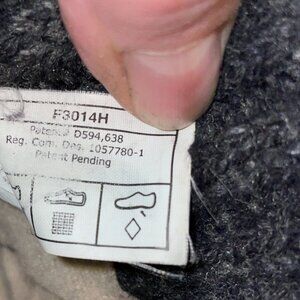 F3014H
Patent# D594,638
Reg. Com. Des. 1057780-1
Patent Pending